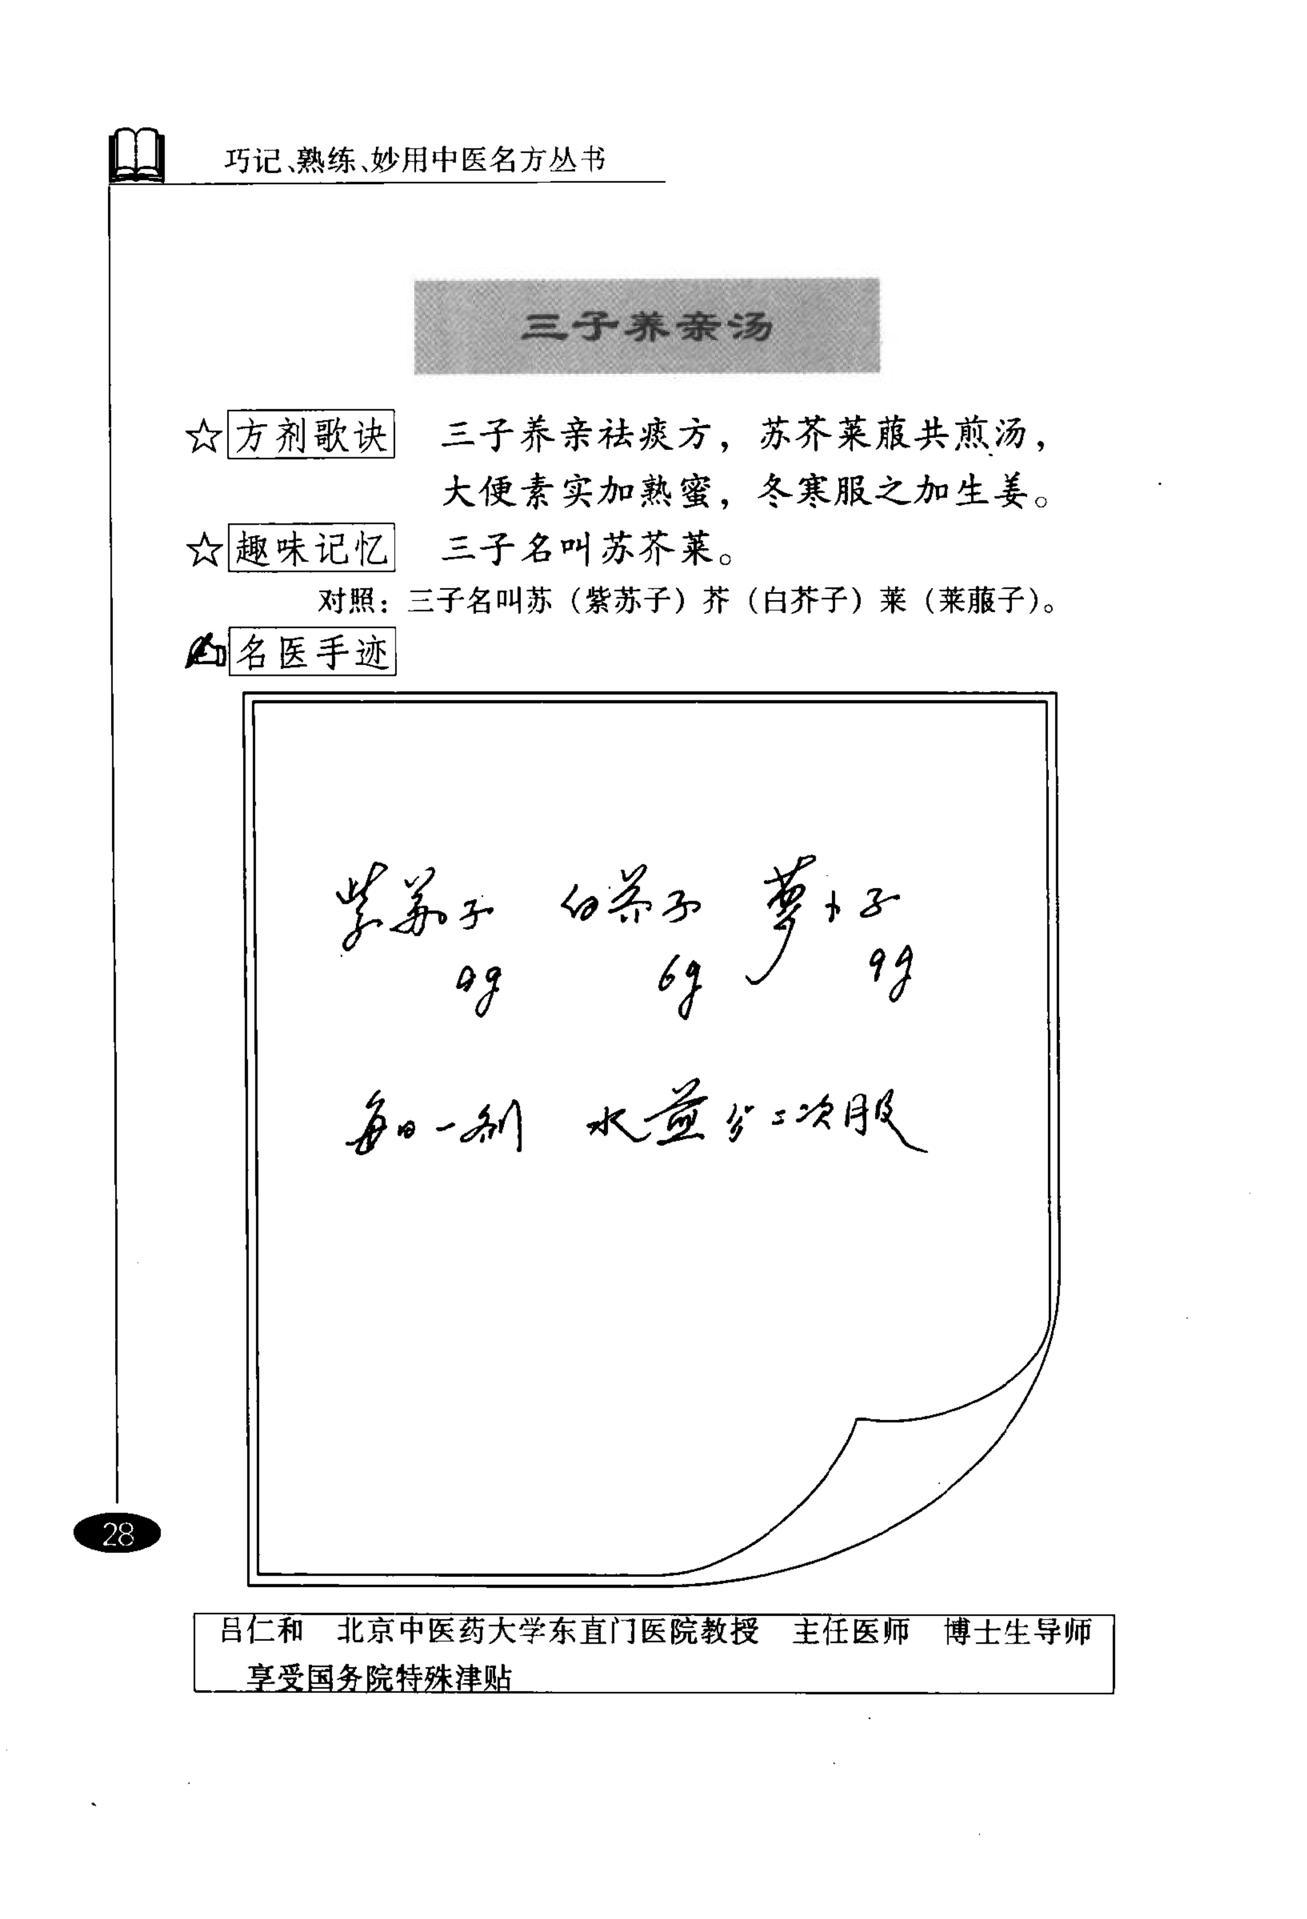 巧记、熟练、妙用中医名方丛书
三子养亲汤
☆方剂歌诀 三子养亲祛痰方，苏芥莱菔共煎汤，
大便素实加熟蜜，冬寒服之加生姜。
☆趣味记忆 三子名叫苏芥莱。
对照：三子名叫苏（紫苏子）芥（白芥子）莱（莱菔子）。
名医手迹
紫苏子 白芥子 萝卜子
9g 6g 9g
每日一剂 水煎分二次服
28
吕仁和 北京中医药大学东直门医院教授 主任医师 博士生导师
享受国务院特殊津贴